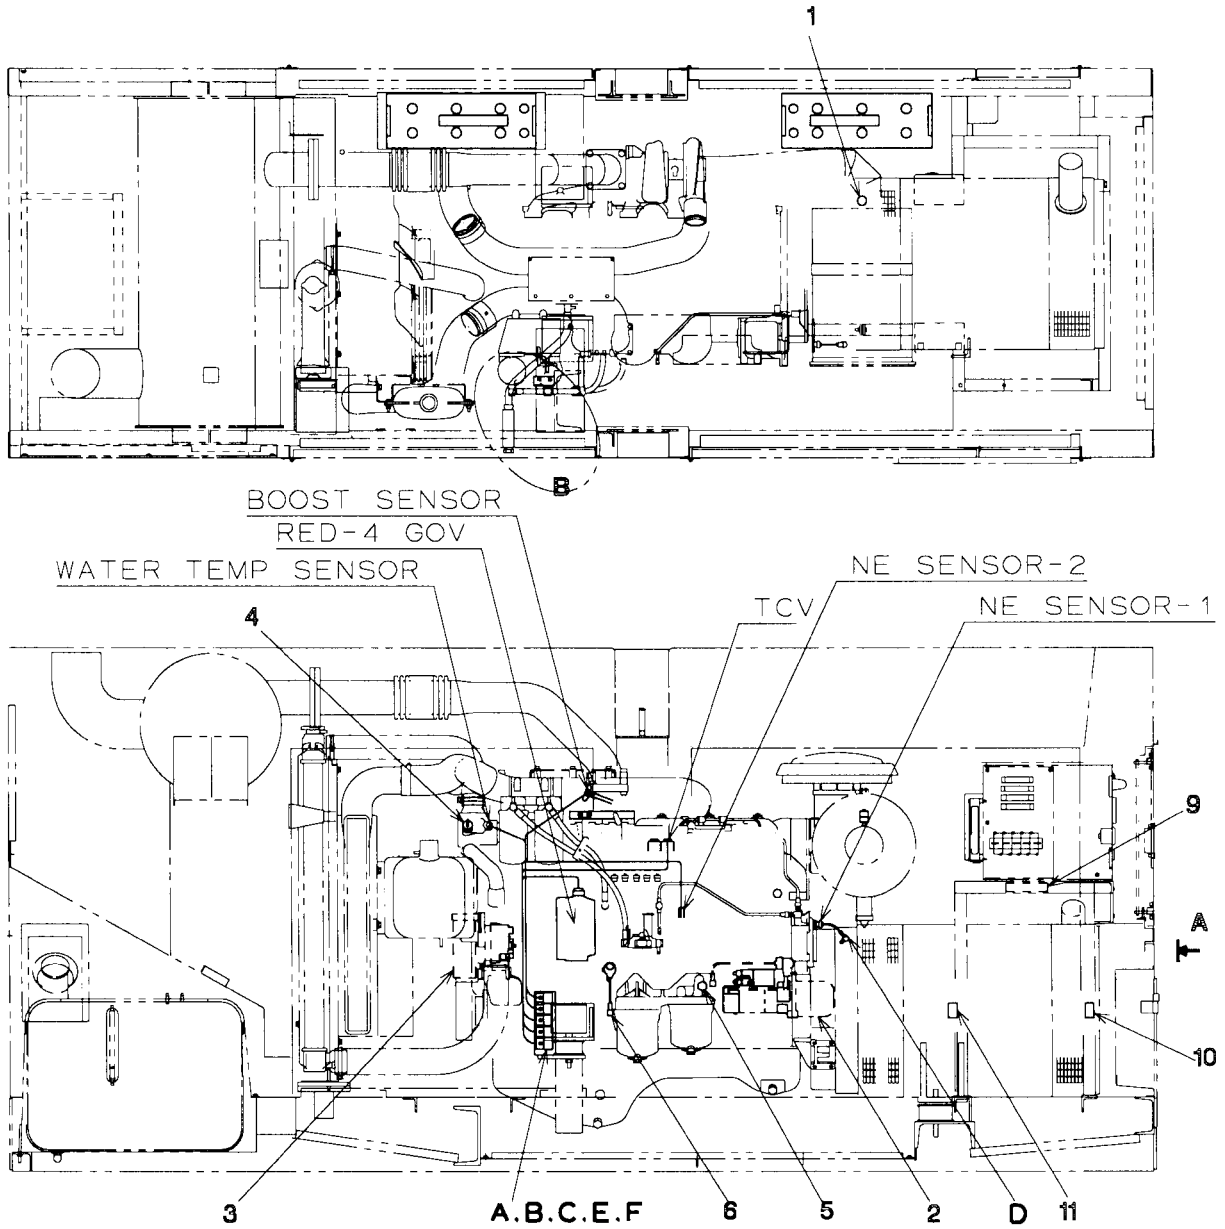 1
B
BOOST SENSOR
RED-4 GOV
WATER TEMP SENSOR
NE SENSOR-2
TCV
NE SENSOR-1
4
9
A
10
3
A.B.C.E.F
6
5
2
D
11